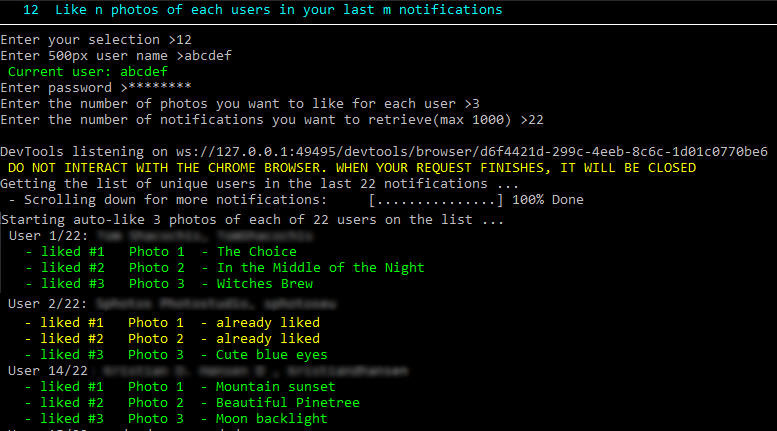 12 Like n photos of each users in your last m notifications
Enter your selection >12
Enter 500px user name >abcdef
Current user: abcdef
Enter password >********
Enter the number of photos you want to like for each user >3
Enter the number of notifications you want to retrieve(max 1000) >22
DevTools listening on ws://127.0.0.1:49495/devtools/browser/d6f4421d-299c-4eeb-8c6c-1d01c0770be6
DO NOT INTERACT WITH THE CHROME BROWSER. WHEN YOUR REQUEST FINISHES, IT WILL BE CLOSED
Getting the list of unique users in the last 22 notifications ...
- Scrolling down for more notifications: [...............] 100% Done
Starting auto-like 3 photos of each of 22 users on the list ...
User 1/22:
- liked #1 Photo 1 - The Choice
- liked #2 Photo 2 - In the Middle of the Night
- liked #3 Photo 3 - Witches Brew
User 2/22:
- liked #1 Photo 1 - already liked
- liked #2 Photo 2 - already liked
- liked #3 Photo 3 - Cute blue eyes
User 14/22
- liked #1 Photo 1 - Mountain sunset
- liked #2 Photo 2 - Beautiful Pinetree
- liked #3 Photo 3 - Moon backlight